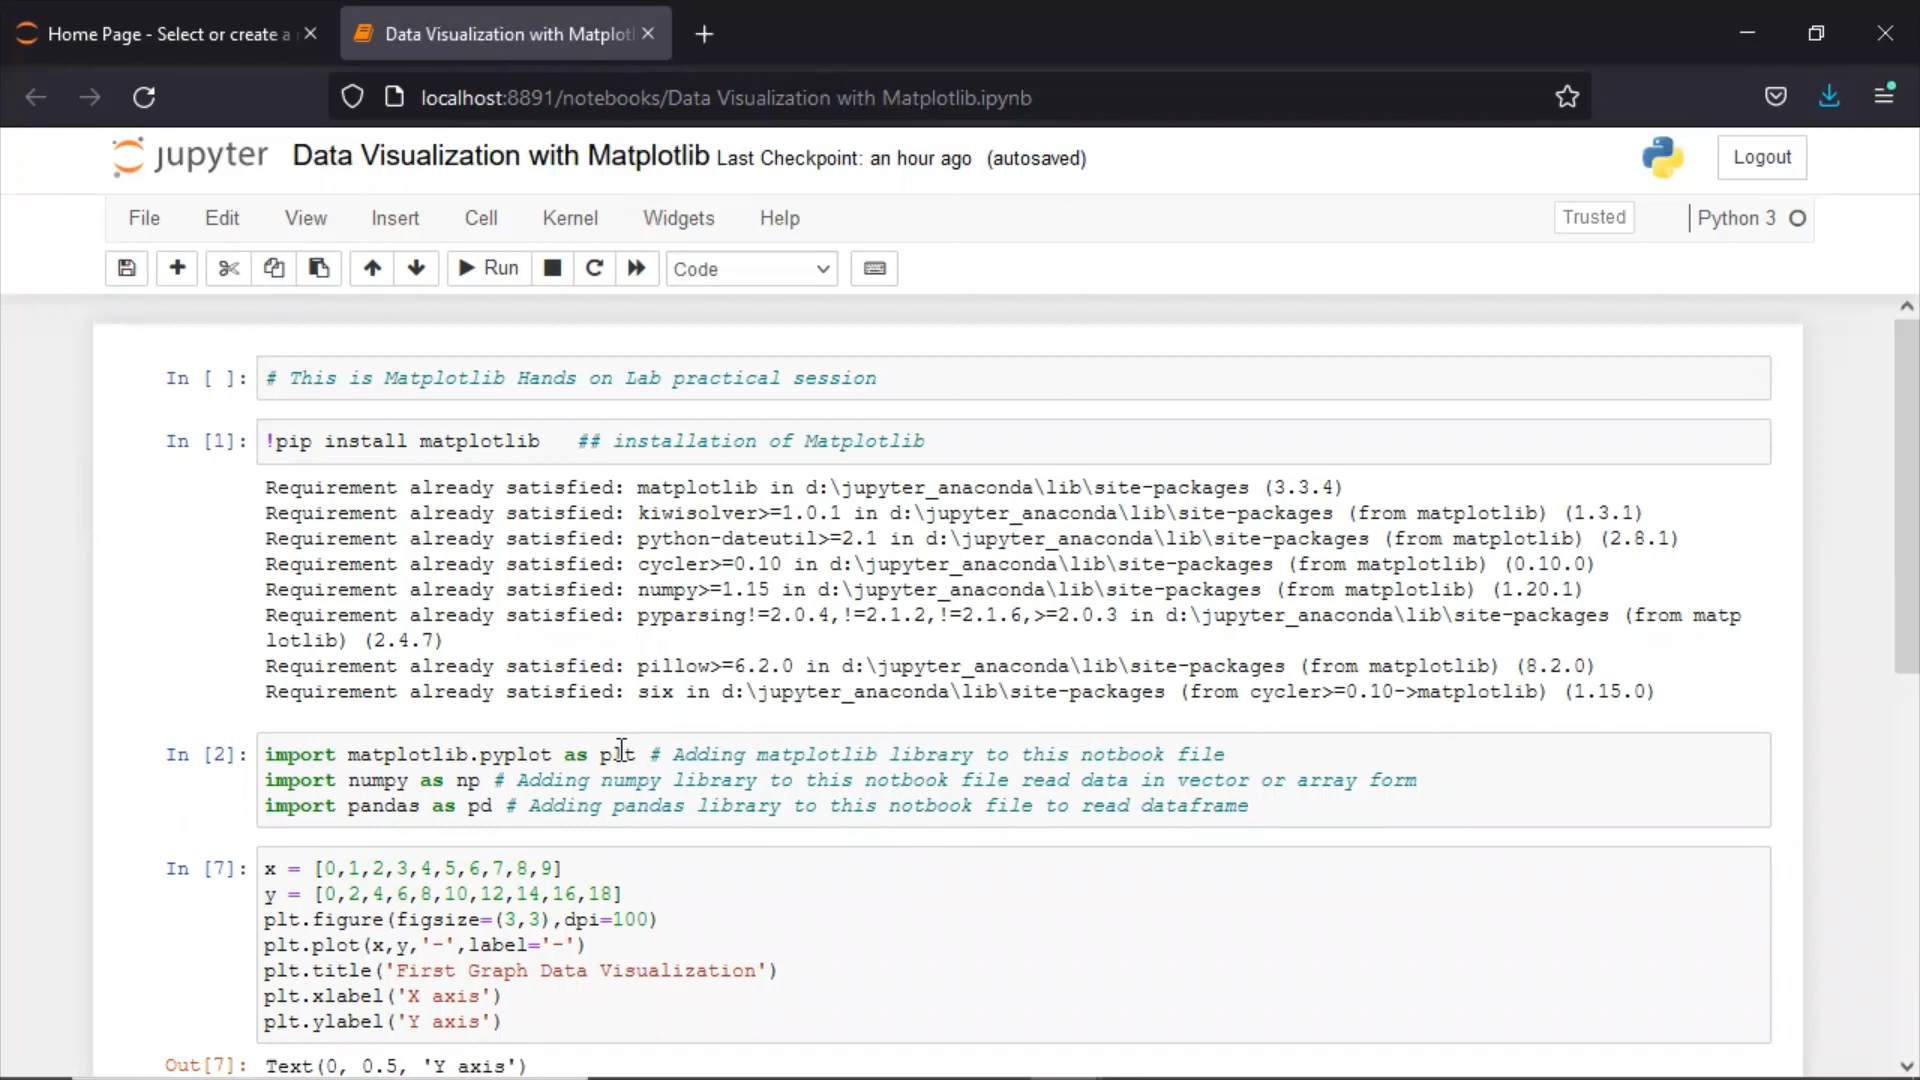 Home Page - Select or create a
Data Visualization with Matplotl
localhost:8891/notebooks/Data Visualization with Matplotlib.ipynb
jupyter Data Visualization with Matplotlib Last Checkpoint: an hour ago (autosaved)
Logout
File Edit View Insert Cell Kernel Widgets Help
Trusted
Python 3
Run
Code
In [ ]: # This is Matplotlib Hands on Lab practical session
In [1]: !pip install matplotlib   ## installation of Matplotlib
Requirement already satisfied: matplotlib in d:\jupyter_anaconda\lib\site-packages (3.3.4)
Requirement already satisfied: kiwisolver>=1.0.1 in d:\jupyter_anaconda\lib\site-packages (from matplotlib) (1.3.1)
Requirement already satisfied: python-dateutil>=2.1 in d:\jupyter_anaconda\lib\site-packages (from matplotlib) (2.8.1)
Requirement already satisfied: cycler>=0.10 in d:\jupyter_anaconda\lib\site-packages (from matplotlib) (0.10.0)
Requirement already satisfied: numpy>=1.15 in d:\jupyter_anaconda\lib\site-packages (from matplotlib) (1.20.1)
Requirement already satisfied: pyparsing!=2.0.4,!=2.1.2,!=2.1.6,>=2.0.3 in d:\jupyter_anaconda\lib\site-packages (from matp
lotlib) (2.4.7)
Requirement already satisfied: pillow>=6.2.0 in d:\jupyter_anaconda\lib\site-packages (from matplotlib) (8.2.0)
Requirement already satisfied: six in d:\jupyter_anaconda\lib\site-packages (from cycler>=0.10->matplotlib) (1.15.0)
In [2]: import matplotlib.pyplot as plt # Adding matplotlib library to this notbook file
import numpy as np # Adding numpy library to this notbook file read data in vector or array form
import pandas as pd # Adding pandas library to this notbook file to read dataframe
In [7]: x = [0,1,2,3,4,5,6,7,8,9]
y = [0,2,4,6,8,10,12,14,16,18]
plt.figure(figsize=(3,3),dpi=100)
plt.plot(x,y,'-',label='-')
plt.title('First Graph Data Visualization')
plt.xlabel('X axis')
plt.ylabel('Y axis')
Out[7]: Text(0, 0.5, 'Y axis')